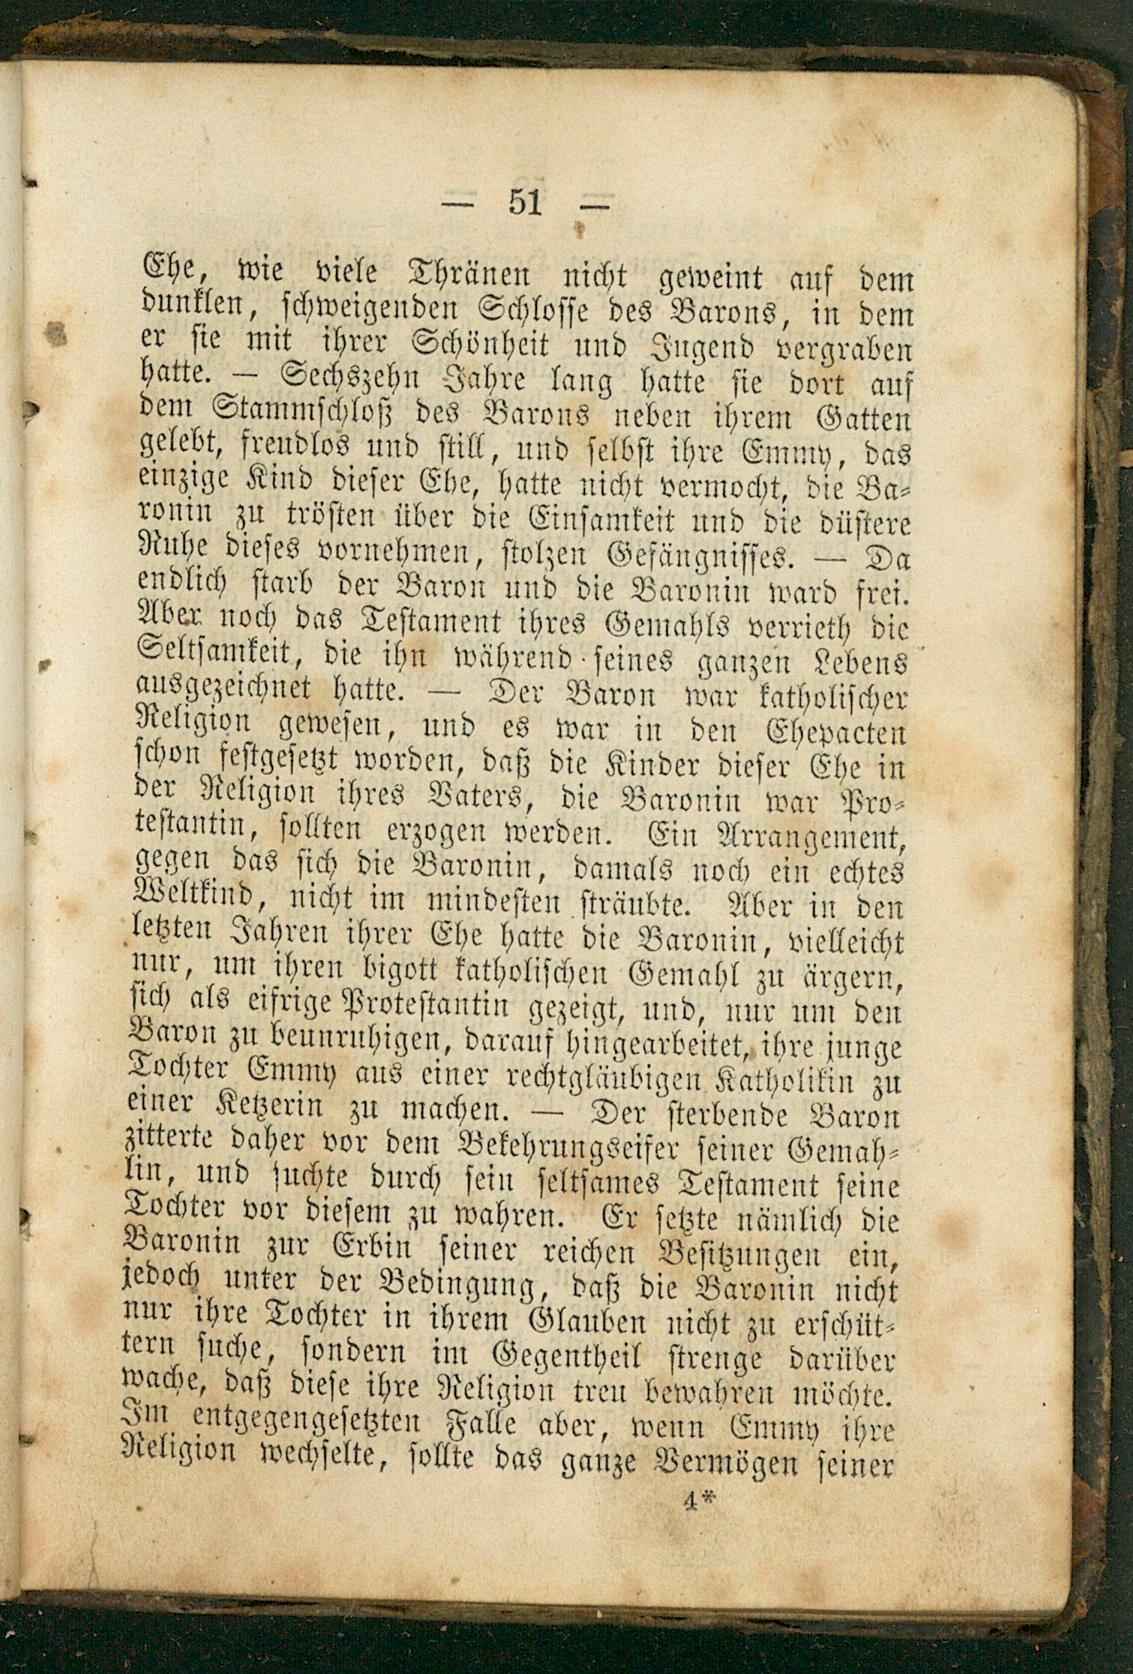 — 51 —
Ehe, wie viele Thränen nicht geweint auf dem
dunklen, schweigenden Schlosse des Barons, in dem
er sie mit ihrer Schönheit und Jugend vergraben
hatte. — Sechszehn Jahre lang hatte sie dort auf
dem Stammschloß des Barons neben ihrem Gatten
gelebt, freudlos und still, und selbst ihre Emmy, das
einzige Kind dieser Ehe, hatte nicht vermocht, die Ba-
ronin zu trösten über die Einsamkeit und die düstere
Ruhe dieses vornehmen, stolzen Gefängnisses. — Da
endlich starb der Baron und die Baronin ward frei.
Aber noch das Testament ihres Gemahls verrieth die
Seltsamkeit, die ihn während seines ganzen Lebens
ausgezeichnet hatte. — Der Baron war katholischer
Religion gewesen, und es war in den Ehepacten
schon festgesetzt worden, daß die Kinder dieser Ehe in
der Religion ihres Vaters, die Baronin war Pro-
testantin, sollten erzogen werden. Ein Arrangement,
gegen das sich die Baronin, damals noch ein echtes
Weltkind, nicht im mindesten sträubte. Aber in den
letzten Jahren ihrer Ehe hatte die Baronin, vielleicht
nur, um ihren bigott katholischen Gemahl zu ärgern,
sich als eifrige Protestantin gezeigt, und, nur um den
Baron zu beunruhigen, darauf hingearbeitet, ihre junge
Tochter Emmy aus einer rechtgläubigen Katholikin zu
einer Ketzerin zu machen. — Der sterbende Baron
zitterte daher vor dem Bekehrungseifer seiner Gemah-
lin, und suchte durch sein seltsames Testament seine
Tochter vor diesem zu wahren. Er setzte nämlich die
Baronin zur Erbin seiner reichen Besitzungen ein,
jedoch unter der Bedingung, daß die Baronin nicht
nur ihre Tochter in ihrem Glauben nicht zu erschüt-
tern suche, sondern im Gegentheil strenge darüber
wache, daß diese ihre Religion treu bewahren möchte.
Im entgegengesetzten Falle aber, wenn Emmy ihre
Religion wechselte, sollte das ganze Vermögen seiner
4*